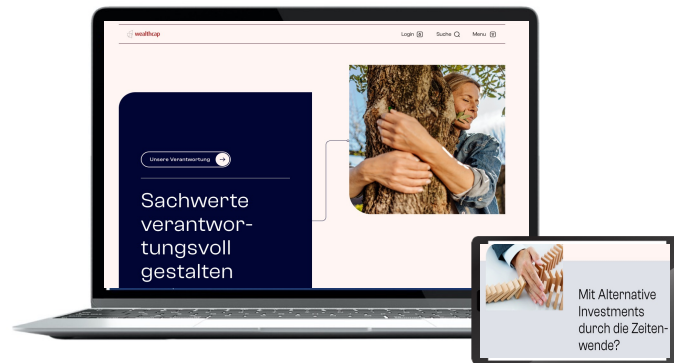 wealthcap
Login
Suche
Menu
Unsere Verantwortung
Sachwerte
verantwor-
tungsvoll
gestalten
Mit Alternative
Investments
durch die Zeiten-
wende?